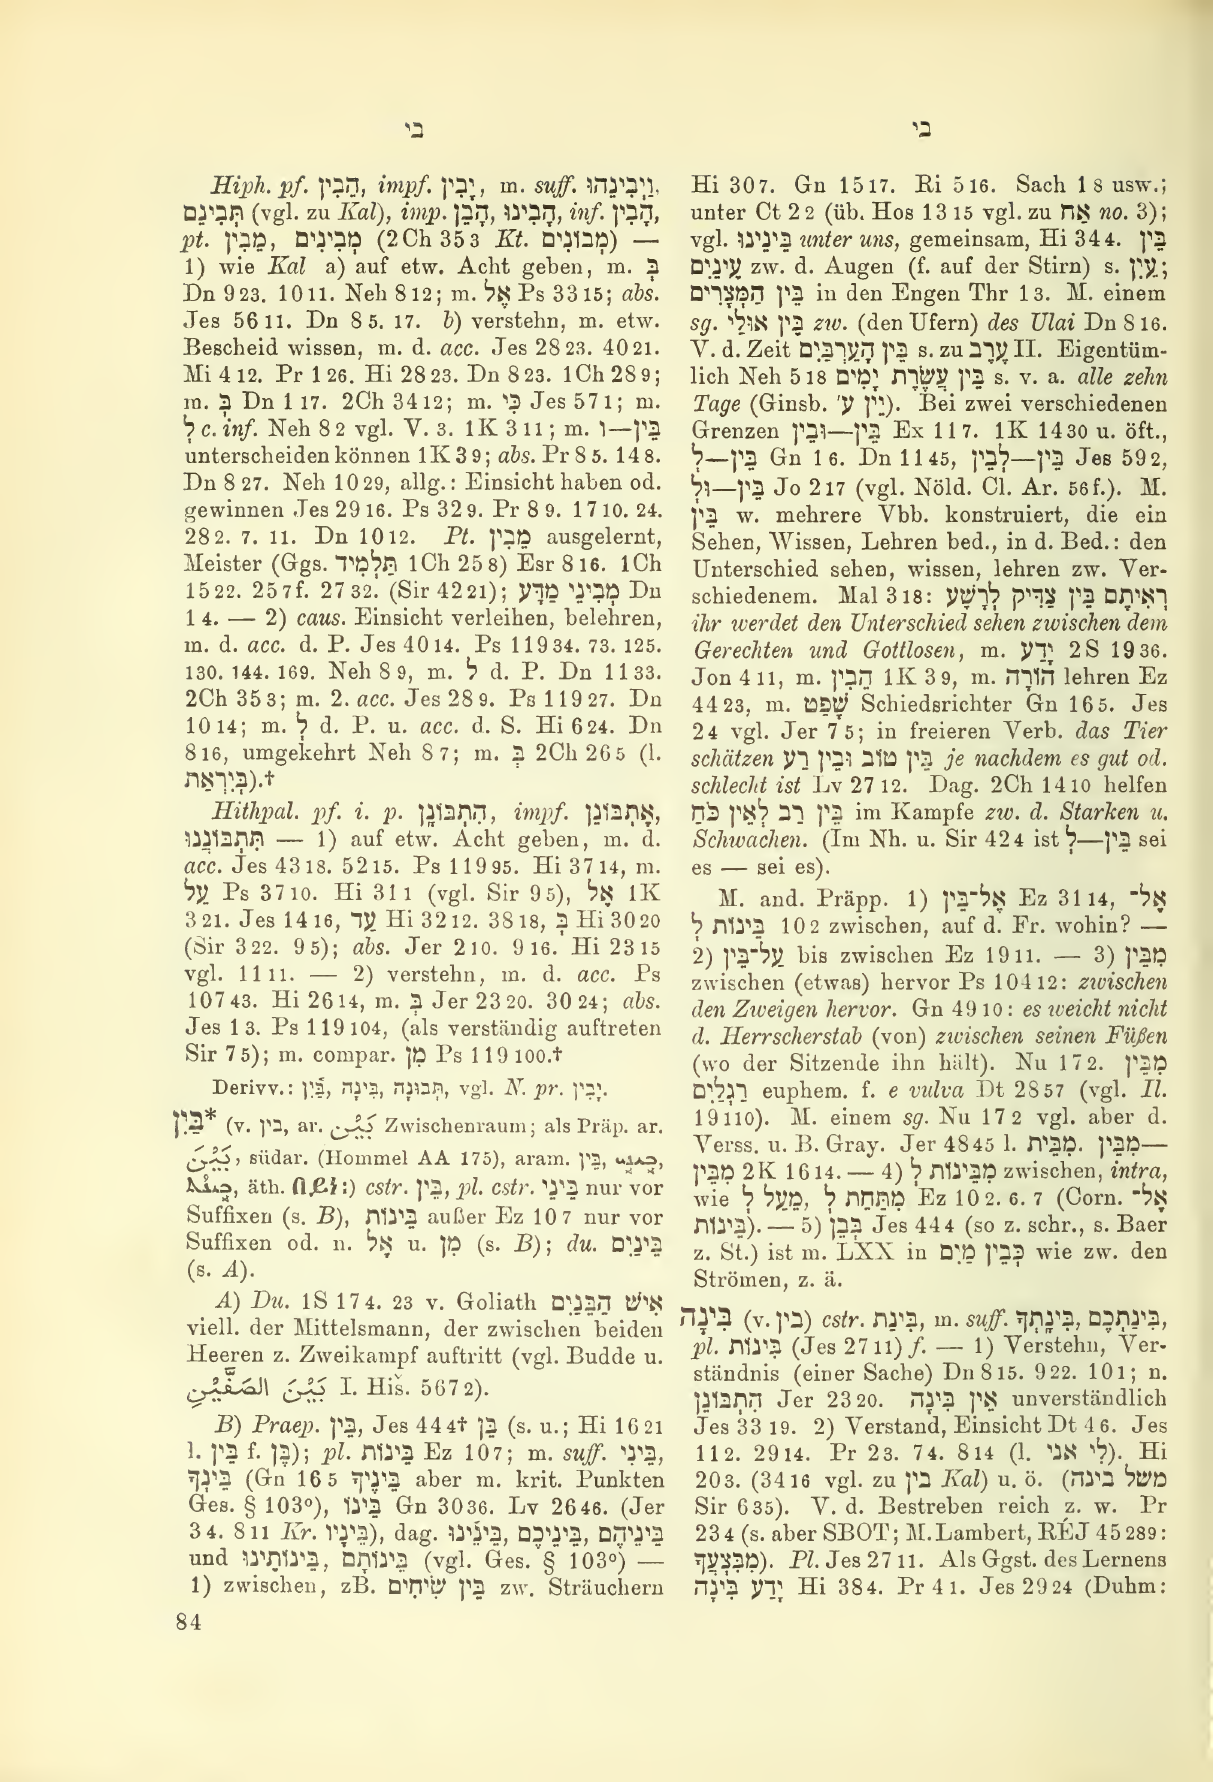 בי
בי
Hiph. pf. הֵבִין, impf. יָבִין, m. suff. וַיְבִינֵהוּ,
תְּבִינֵם (vgl. zu Kal), imp. הָבֵן, הָבִינוּ, inf. הָבִין,
pt. מֵבִין, מְבִינִים (2Ch 35 3 Kt. מְבוֹנִים) —
1) wie Kal a) auf etw. Acht geben, m. בְּ
Dn 9 23. 10 11. Neh 8 12; m. אֶל Ps 33 15; abs.
Jes 56 11. Dn 8 5. 17. b) verstehn, m. etw.
Bescheid wissen, m. d. acc. Jes 28 23. 40 21.
Mi 4 12. Pr 1 26. Hi 28 23. Dn 8 23. 1Ch 28 9;
m. בְּ Dn 1 17. 2Ch 34 12; m. כִּי Jes 57 1; m.
לְ c. inf. Neh 8 2 vgl. V. 3. 1K 3 11; m. בֵּין—וּ
unterscheiden können 1K 3 9; abs. Pr 8 5. 14 8.
Dn 8 27. Neh 10 29, allg.: Einsicht haben od.
gewinnen Jes 29 16. Ps 32 9. Pr 8 9. 17 10. 24.
28 2. 7. 11. Dn 10 12. Pt. מֵבִין ausgelernt,
Meister (Ggs. תַּלְמִיד 1Ch 25 8) Esr 8 16. 1Ch
15 22. 25 7f. 27 32. (Sir 42 21); מְבִינֵי מַדָּע Dn
1 4. — 2) caus. Einsicht verleihen, belehren,
m. d. acc. d. P. Jes 40 14. Ps 119 34. 73. 125.
130. 144. 169. Neh 8 9, m. לְ d. P. Dn 11 33.
2Ch 35 3; m. 2. acc. Jes 28 9. Ps 119 27. Dn
10 14; m. לְ d. P. u. acc. d. S. Hi 6 24. Dn
8 16, umgekehrt Neh 8 7; m. בְּ 2Ch 26 5 (l.
בְּיִרְאַת).†
Hithpal. pf. i. p. הִתְבּוֹנָן, impf. אֶתְבּוֹנָן,
תִּתְבּוֹנֲנוּ — 1) auf etw. Acht geben, m. d.
acc. Jes 43 18. 52 15. Ps 119 95. Hi 37 14, m.
עַל Ps 37 10. Hi 31 1 (vgl. Sir 9 5), אֶל 1K
3 21. Jes 14 16, עַד Hi 32 12. 38 18, בְּ Hi 30 20
(Sir 3 22. 9 5); abs. Jer 2 10. 9 16. Hi 23 15
vgl. 11 11. — 2) verstehn, m. d. acc. Ps
107 43. Hi 26 14, m. בְּ Jer 23 20. 30 24; abs.
Jes 1 3. Ps 119 104, (als verständig auftreten
Sir 7 5); m. compar. מִן Ps 119 100.†
Derivv.: בַּיִן, בִּינָה, תְּבוּנָה, vgl. N. pr. יָבִין.
בַּיִן* (v. בין, ar. بَيْنٌ Zwischenraum; als Präp. ar.
بَيْنَ, südar. (Hommel AA 175), aram. בֵּין,
äth. cstr. בֵּין, pl. cstr. בֵּינֵי nur vor
Suffixen (s. B), בֵּינוֹת außer Ez 10 7 nur vor
Suffixen od. n. אֶל u. מִן (s. B); du. בֵּינַיִם
(s. A).
A) Du. 1S 17 4. 23 v. Goliath אִישׁ הַבֵּנַיִם
viell. der Mittelsmann, der zwischen beiden
Heeren z. Zweikampf auftritt (vgl. Budde u.
بَيْنَ الصَّفَّيْنِ I. Hiš. 567 2).
B) Praep. בֵּין, Jes 44 4† בֵּן (s. u.; Hi 16 21
l. בֵּין f. בֶּן); pl. בֵּינוֹת Ez 10 7; m. suff. בֵּינִי,
בֵּינְךָ (Gn 16 5 בֵּינֶיךָ aber m. krit. Punkten
Ges. § 103°), בֵּינוֹ Gn 30 36. Lv 26 46. (Jer
3 4. 8 11 Kr. בֵּינָיו), dag. בֵּינֵינוּ, בֵּינֵיכֶם, בֵּינֵיהֶם
und בֵּינוֹתֵינוּ, בֵּינוֹתָם (vgl. Ges. § 103°) —
1) zwischen, zB. בֵּין שִׂיחִים zw. Sträuchern
Hi 30 7. Gn 15 17. Ri 5 16. Sach 1 8 usw.;
unter Ct 2 2 (üb. Hos 13 15 vgl. zu אָח no. 3);
vgl. בֵּינֵינוּ unter uns, gemeinsam, Hi 34 4. בֵּין
עֵינַיִם zw. d. Augen (f. auf der Stirn) s. עַיִן;
בֵּין הַמְּצָרִים in den Engen Thr 1 3. M. einem
sg. בֵּין אוּלַי zw. (den Ufern) des Ulai Dn 8 16.
V. d. Zeit בֵּין הָעַרְבַּיִם s. zu עֶרֶב II. Eigentüm-
lich Neh 5 18 בֵּין עֲשֶׂרֶת יָמִים s. v. a. alle zehn
Tage (Ginsb. יַיִן ע'). Bei zwei verschiedenen
Grenzen בֵּין—וּבֵין Ex 11 7. 1K 14 30 u. öft.,
בֵּין—לְ Gn 1 6. Dn 11 45, בֵּין—לְבֵין Jes 59 2,
בֵּין—וּלְ Jo 2 17 (vgl. Nöld. Cl. Ar. 56 f.). M.
בֵּין w. mehrere Vbb. konstruiert, die ein
Sehen, Wissen, Lehren bed., in d. Bed.: den
Unterschied sehen, wissen, lehren zw. Ver-
schiedenem. Mal 3 18: רְאִיתֶם בֵּין צַדִּיק לְרָשָׁע
ihr werdet den Unterschied sehen zwischen dem
Gerechten und Gottlosen, m. יָדַע 2S 19 36.
Jon 4 11, m. הֵבִין 1K 3 9, m. הוֹרָה lehren Ez
44 23, m. שָׁפַט Schiedsrichter Gn 16 5. Jes
2 4 vgl. Jer 7 5; in freieren Verb. das Tier
schätzen בֵּין טוֹב וּבֵין רַע je nachdem es gut od.
schlecht ist Lv 27 12. Dag. 2Ch 14 10 helfen
בֵּין רַב לְאֵין כֹּחַ im Kampfe zw. d. Starken u.
Schwachen. (Im Nh. u. Sir 42 4 ist בֵּין—לְ sei
es — sei es).
M. and. Präpp. 1) אֶל־בֵּין Ez 31 14, אֶל־
בֵּינוֹת לְ 10 2 zwischen, auf d. Fr. wohin? —
2) עַל־בֵּין bis zwischen Ez 19 11. — 3) מִבֵּין
zwischen (etwas) hervor Ps 104 12: zwischen
den Zweigen hervor. Gn 49 10: es weicht nicht
d. Herrscherstab (von) zwischen seinen Füßen
(wo der Sitzende ihn hält). Nu 17 2. מִבֵּין
רַגְלַיִם euphem. f. e vulva Dt 28 57 (vgl. Il.
19 110). M. einem sg. Nu 17 2 vgl. aber d.
Verss. u. B. Gray. Jer 48 45 l. מִבֵּית. מִבֵּין—
מִבֵּין 2K 16 14. — 4) מִבֵּינוֹת לְ zwischen, intra,
wie מֵעַל לְ, מִתַּחַת לְ Ez 10 2. 6. 7 (Corn. אֶל־
בֵּינוֹת). — 5) בְּבֵן Jes 44 4 (so z. schr., s. Baer
z. St.) ist m. LXX in כְּבֵין מַיִם wie zw. den
Strömen, z. ä.
בִּינָה (v. בין) cstr. בִּינַת, m. suff. בִּינָתְךָ, בִּינַתְכֶם,
pl. בִּינוֹת (Jes 27 11) f. — 1) Verstehn, Ver-
ständnis (einer Sache) Dn 8 15. 9 22. 10 1; n.
הִתְבּוֹנֵן Jer 23 20. אֵין בִּינָה unverständlich
Jes 33 19. 2) Verstand, Einsicht Dt 4 6. Jes
11 2. 29 14. Pr 2 3. 7 4. 8 14 (l. לִי אֲנִי). Hi
20 3. (34 16 vgl. zu בין Kal) u. ö. (משל בינה
Sir 6 35). V. d. Bestreben reich z. w. Pr
23 4 (s. aber SBOT; M. Lambert, RÉJ 45 289:
מִבִּצְעֲךָ). Pl. Jes 27 11. Als Ggst. des Lernens
יָדַע בִּינָה Hi 38 4. Pr 4 1. Jes 29 24 (Duhm:
84